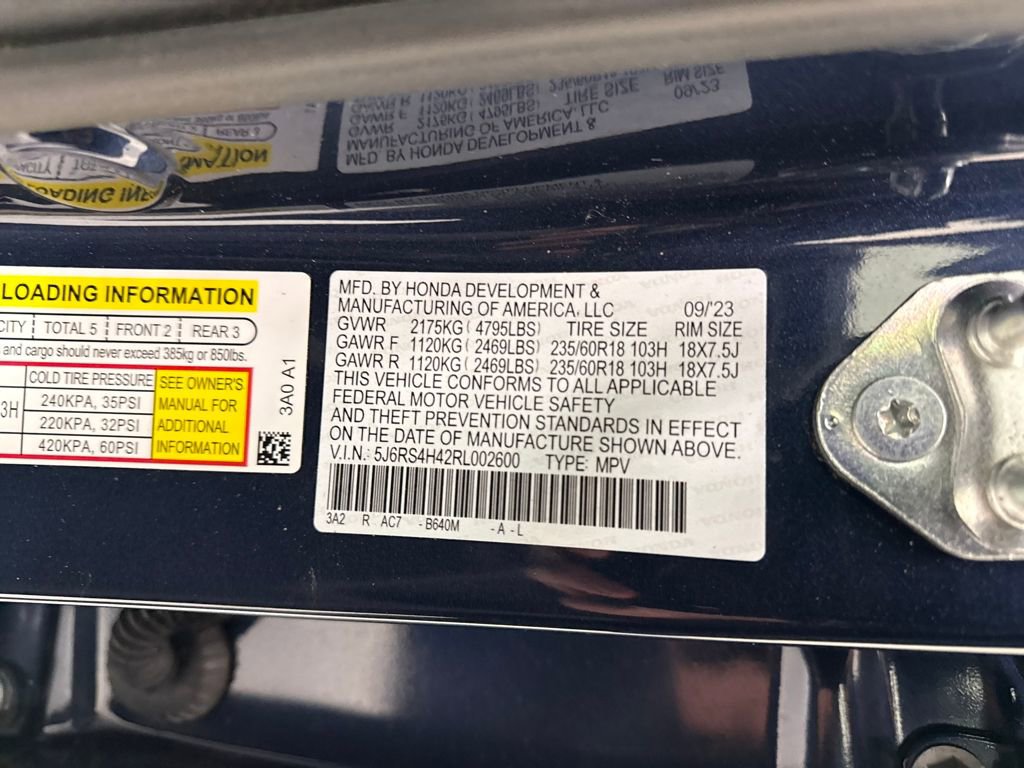 LOADING INFORMATION
CITY TOTAL 5 FRONT 2 REAR 3
and cargo should never exceed 385kg or 850lbs.
COLD TIRE PRESSURE
3H 240KPA, 35PSI
220KPA, 32PSI
420KPA, 60PSI
SEE OWNER'S
MANUAL FOR
ADDITIONAL
INFORMATION
3A0 A1
MFD. BY HONDA DEVELOPMENT &
MANUFACTURING OF AMERICA, LLC 09/23
GVWR 2175KG ( 4795LBS) TIRE SIZE RIM SIZE
GAWR F 1120KG ( 2469LBS) 235/60R18 103H 18X7.5J
GAWR R 1120KG ( 2469LBS) 235/60R18 103H 18X7.5J
THIS VEHICLE CONFORMS TO ALL APPLICABLE
FEDERAL MOTOR VEHICLE SAFETY
AND THEFT PREVENTION STANDARDS IN EFFECT
ON THE DATE OF MANUFACTURE SHOWN ABOVE.
V.I.N.: 5J6RS4H42RL002600 TYPE: MPV
3A2 R AC7 - B640M - A - L